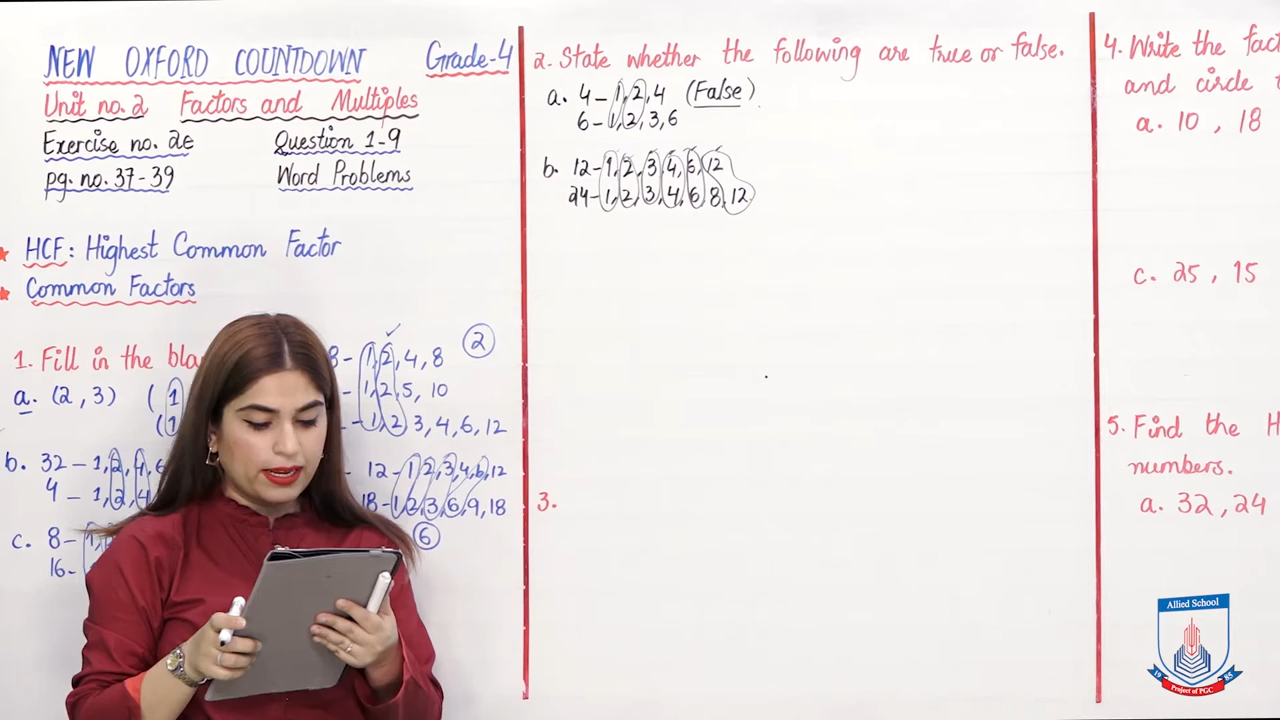 NEW OXFORD COUNTDOWN Grade-4
Unit no.2 Factors and Multiples
Exercise no. 2e Question 1-9
pg. no. 37-39 Word Problems
* HCF: Highest Common Factor
* Common Factors
1. Fill in the
a. (2, 3) (1
(1
b. 32 - 1, 2, 4,
4 - 1, 2, 4
c. 8 -
16 -
8 - 1, 2, 4, 8 2
- 1, 2, 5, 10
- 1, 2, 3, 4, 6, 12
12 - 1, 2, 3, 4, 6, 12
18 - 1, 2, 3, 6, 9, 18
6
2. State whether the following are true or false.
a. 4 - 1, 2, 4 (False)
6 - 1, 2, 3, 6
b. 12 - 1, 2, 3, 4, 6, 12
24 - 1, 2, 3, 4, 6, 8, 12
3.
4. Write the
and circle
a. 10 , 18
c. 25 , 15
5. Find the
numbers.
a. 32 , 24
Allied School
19 85
Project of PGC